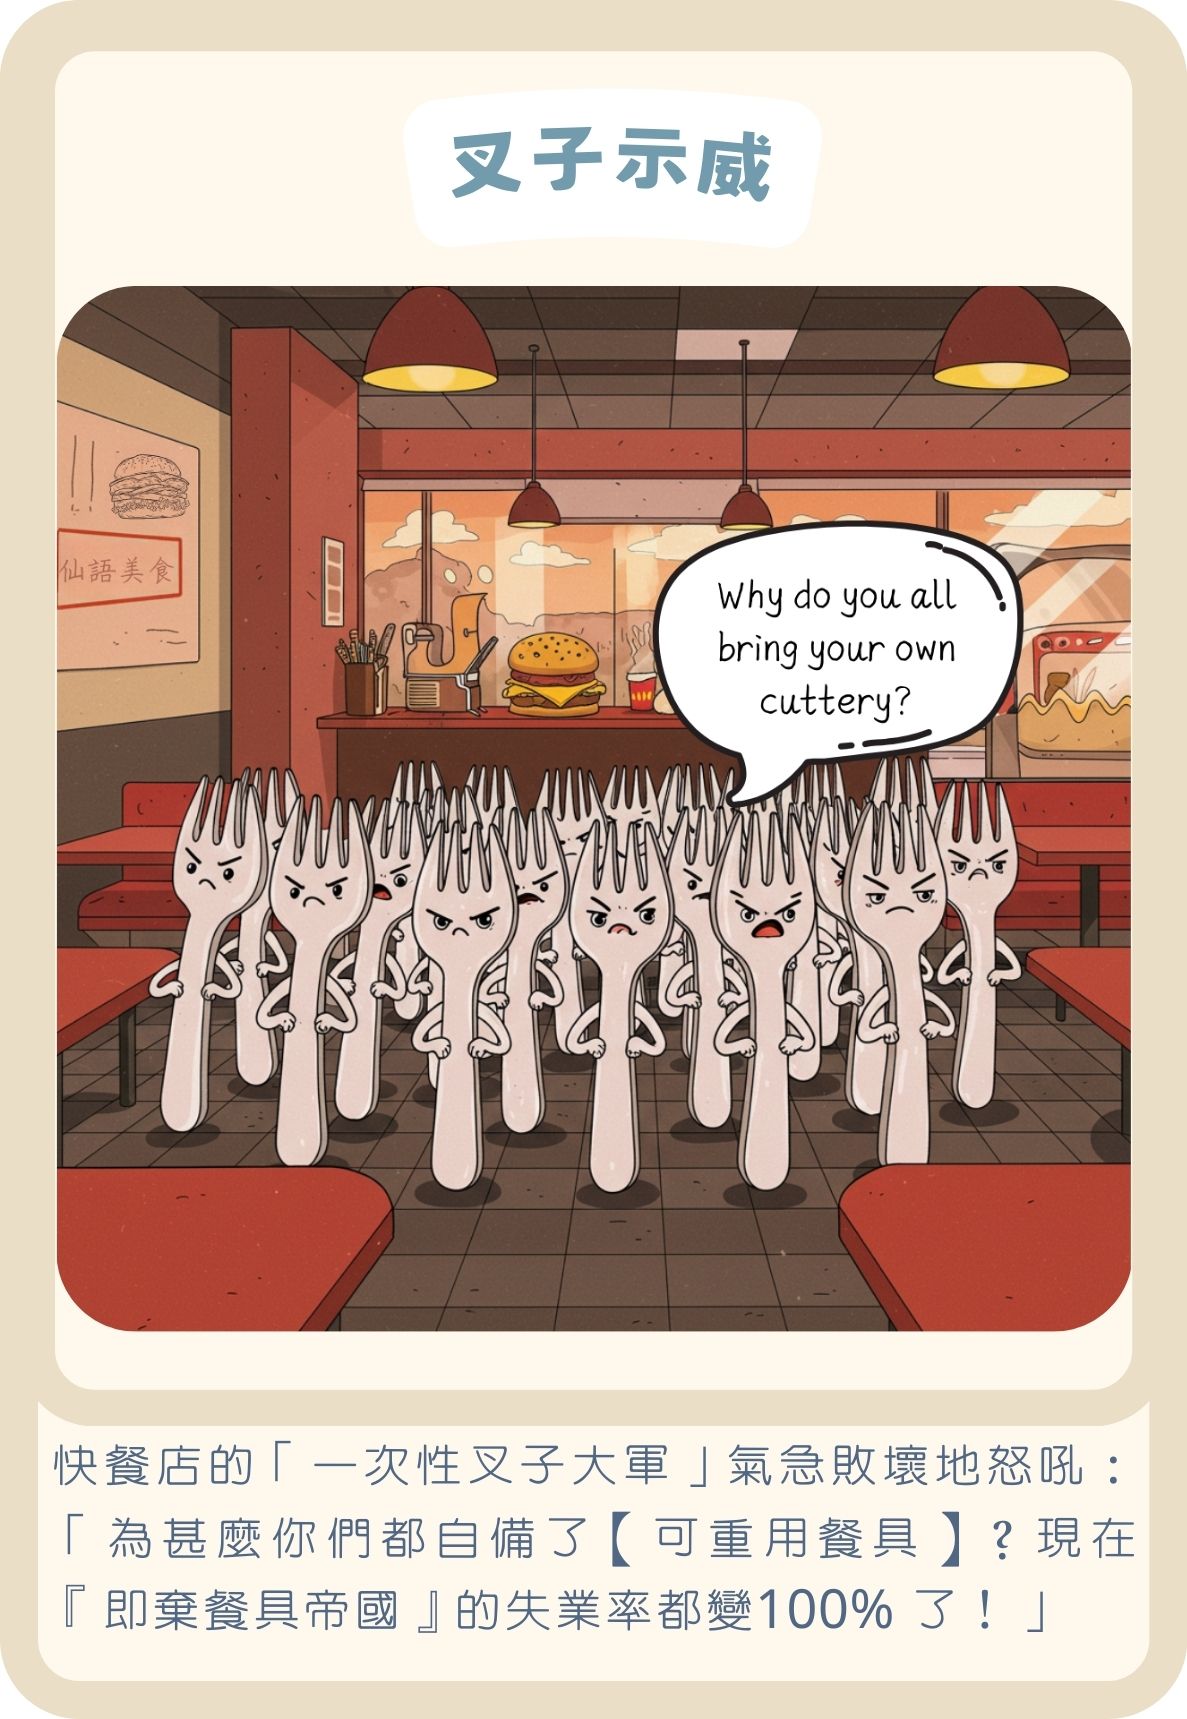 叉子示威
仙語美食
Why do you all
bring your own
cuttery?
快餐店的「一次性叉子大軍」氣急敗壞地怒吼：
「為甚麼你們都自備了【可重用餐具】？現在
『即棄餐具帝國』的失業率都變100% 了！」